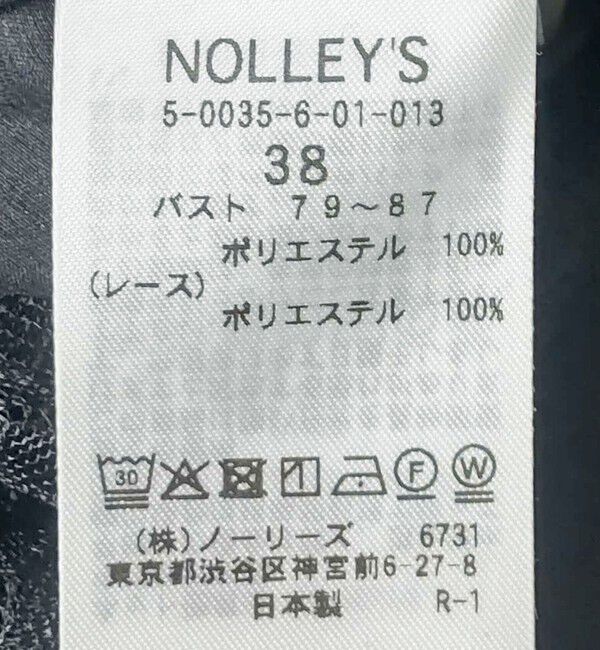 NOLLEY'S
5-0035-6-01-013
38
バスト 79～87
ポリエステル 100%
(レース)
ポリエステル 100%
30 F W
(株)ノーリーズ 6731
東京都渋谷区神宮前6-27-8
日本製 R-1